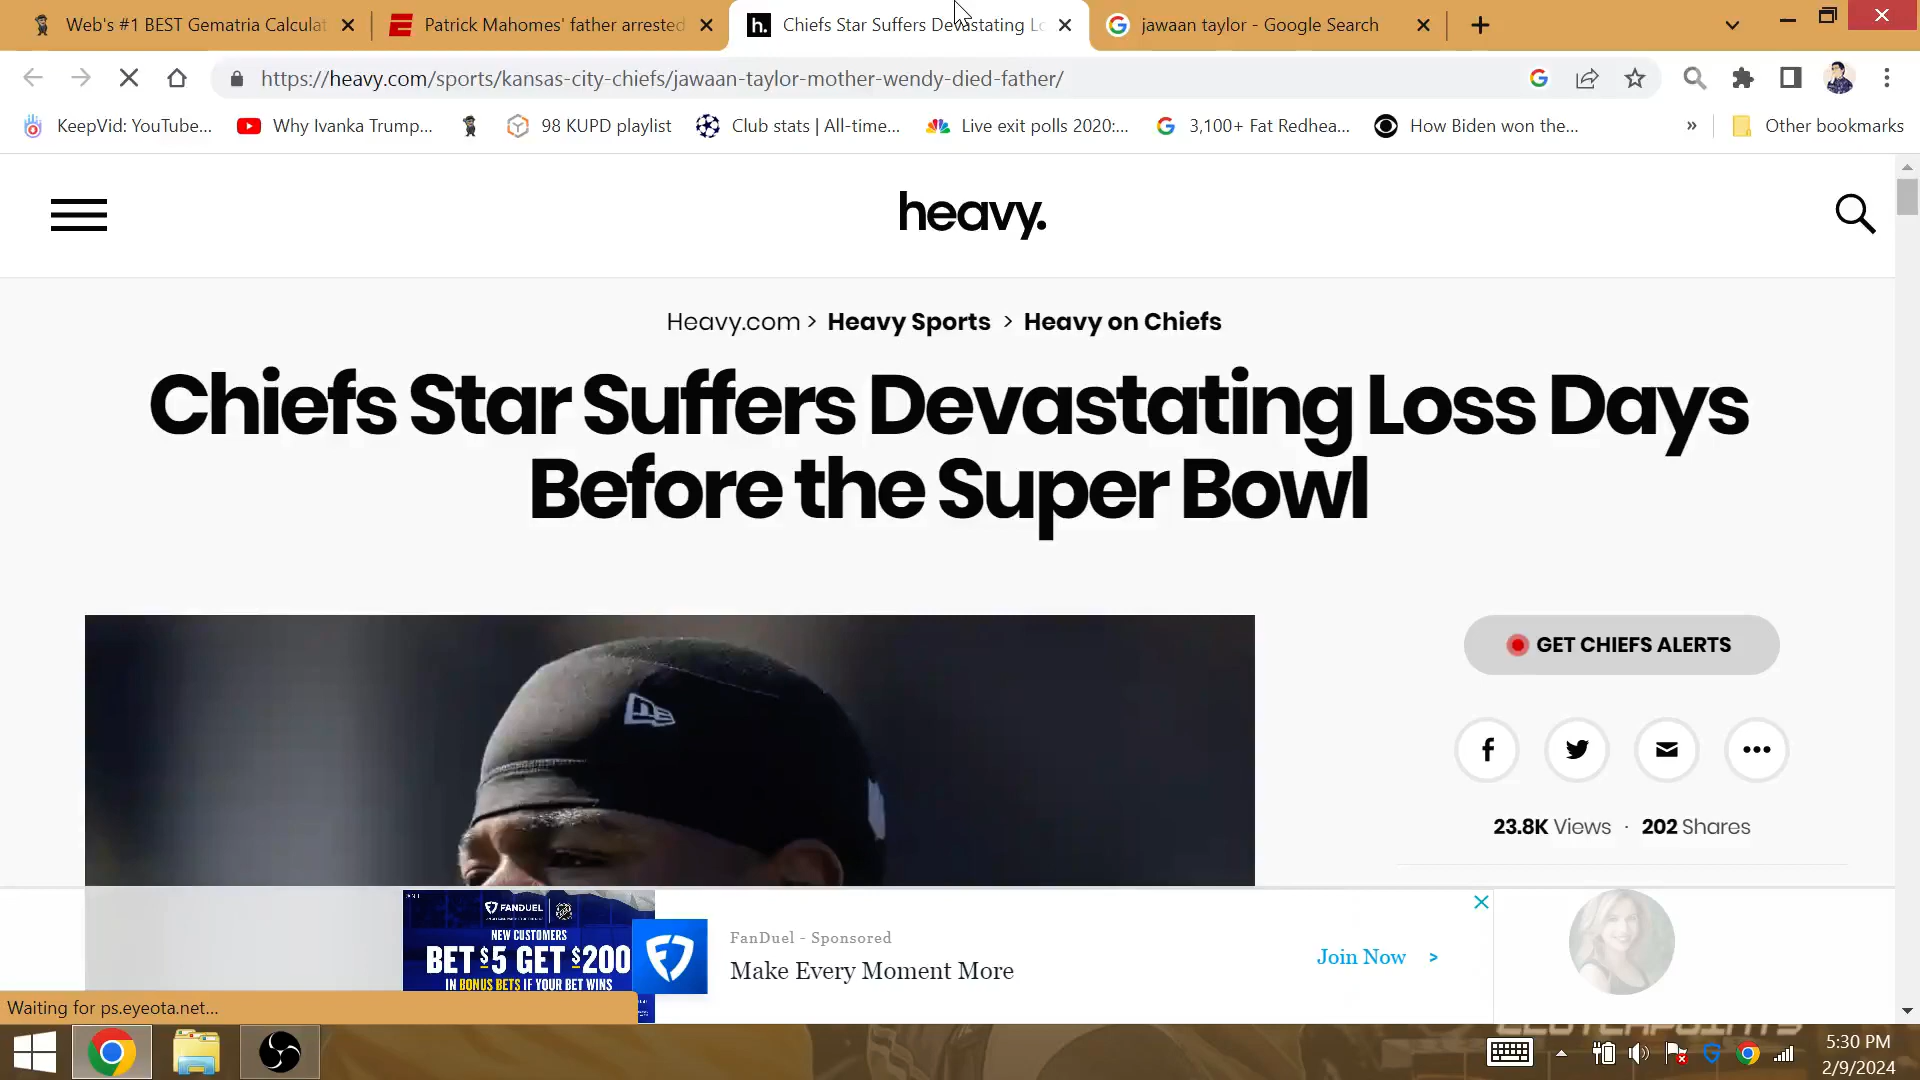 Web's #1 BEST Gematria Calculat
Patrick Mahomes' father arrested
h. Chiefs Star Suffers Devastating Lo
jawaan taylor - Google Search
https://heavy.com/sports/kansas-city-chiefs/jawaan-taylor-mother-wendy-died-father/
KeepVid: YouTube...
Why Ivanka Trump...
98 KUPD playlist
Club stats | All-time...
Live exit polls 2020:...
3,100+ Fat Redhea...
How Biden won the...
»
Other bookmarks
heavy.
Heavy.com > Heavy Sports > Heavy on Chiefs
Chiefs Star Suffers Devastating Loss Days
Before the Super Bowl
GET CHIEFS ALERTS
23.8K Views · 202 Shares
FANDUEL
NEW CUSTOMERS
BET $5 GET $200
IN BONUS BETS IF YOUR BET WINS
FanDuel - Sponsored
Make Every Moment More
Join Now >
Waiting for ps.eyeota.net...
CLUTCHPOINTS
5:30 PM
2/9/2024